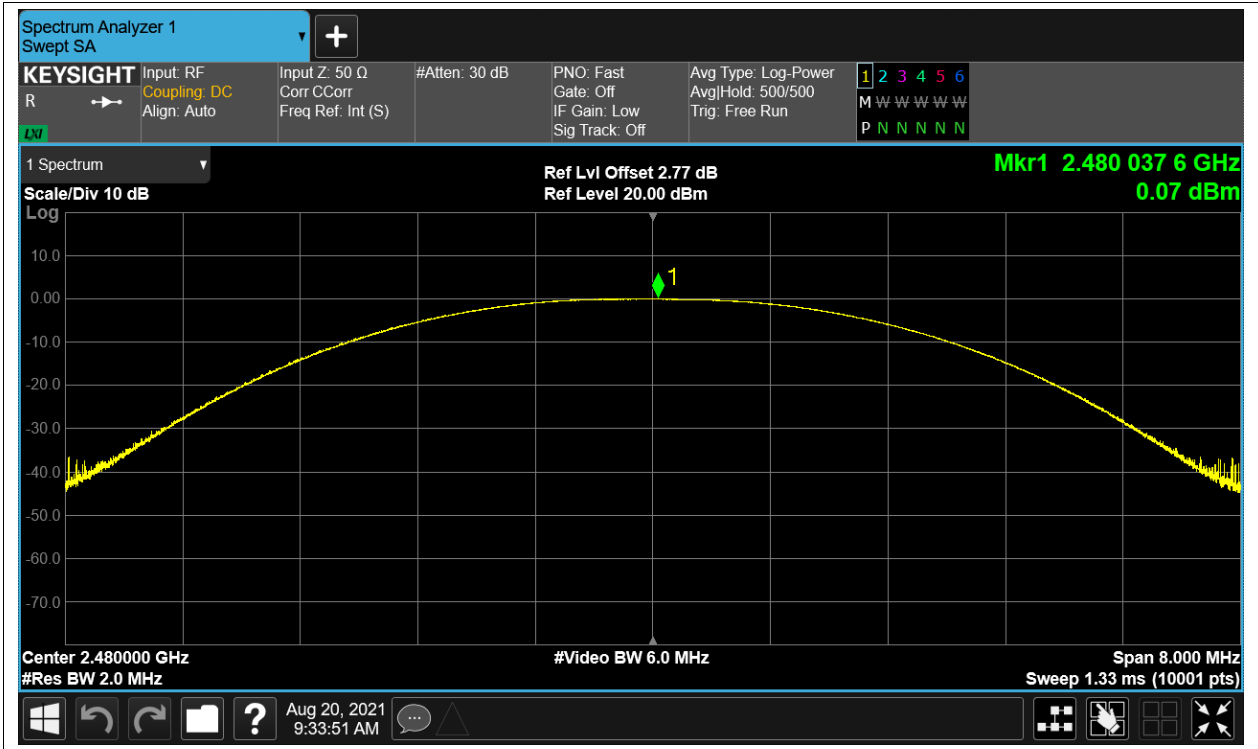 Spectrum Analyzer 1
Swept SA
+
KEYSIGHT
R
LXI
Input: RF
Coupling: DC
Align: Auto
Input Z: 50 Ω
Corr CCorr
Freq Ref: Int (S)
#Atten: 30 dB
PNO: Fast
Gate: Off
IF Gain: Low
Sig Track: Off
Avg Type: Log-Power
Avg|Hold: 500/500
Trig: Free Run
1 2 3 4 5 6
M W W W W W
P N N N N N
1 Spectrum
Scale/Div 10 dB
Log
Ref Lvl Offset 2.77 dB
Ref Level 20.00 dBm
Mkr1 2.480 037 6 GHz
0.07 dBm
1
10.0
0.00
-10.0
-20.0
-30.0
-40.0
-50.0
-60.0
-70.0
Center 2.480000 GHz
#Res BW 2.0 MHz
#Video BW 6.0 MHz
Span 8.000 MHz
Sweep 1.33 ms (10001 pts)
?
Aug 20, 2021
9:33:51 AM